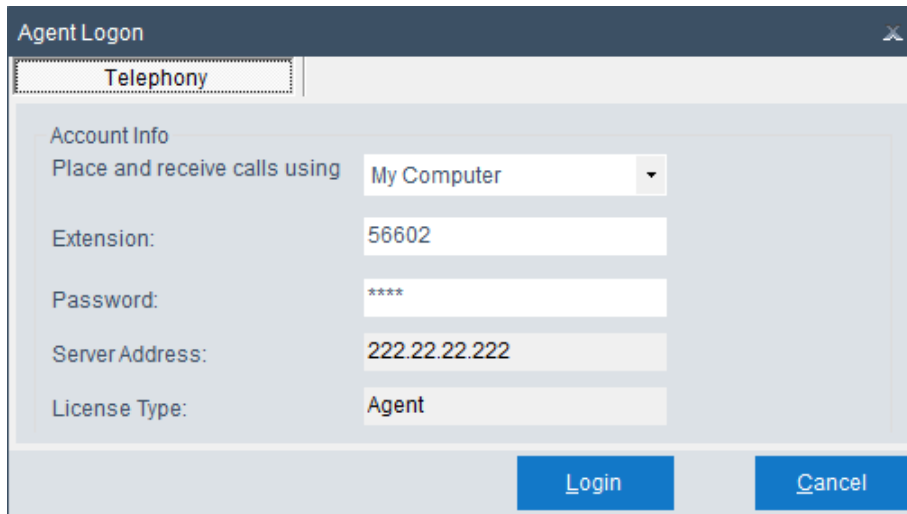 Agent Logon
Telephony
Account Info
Place and receive calls using My Computer
Extension: 56602
Password: ****
Server Address: 222.22.22.222
License Type: Agent
Login Cancel